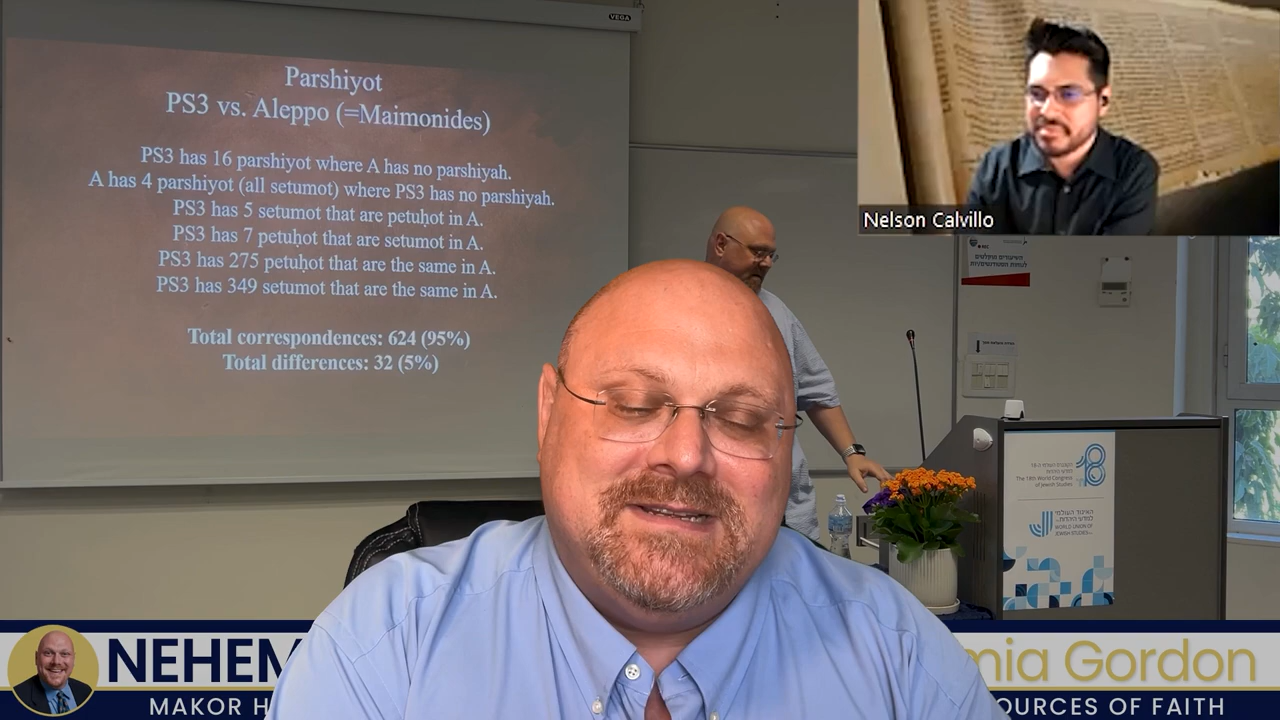 VEGA
Parshiyot
PS3 vs. Aleppo (=Maimonides)
PS3 has 16 parshiyot where A has no parshiyah.
A has 4 parshiyot (all setumot) where PS3 has no parshiyah.
PS3 has 5 setumot that are petuḥot in A.
PS3 has 7 petuḥot that are setumot in A.
PS3 has 275 petuḥot that are the same in A.
PS3 has 349 setumot that are the same in A.
Total correspondences: 624 (95%)
Total differences: 32 (5%)
Nelson Calvillo
18
The 18th World Congress
of Jewish Studies
האיגוד העולמי
למדעי היהדות
WORLD UNION OF
JEWISH STUDIES
NEHEM
mia Gordon
MAKOR H
OURCES OF FAITH